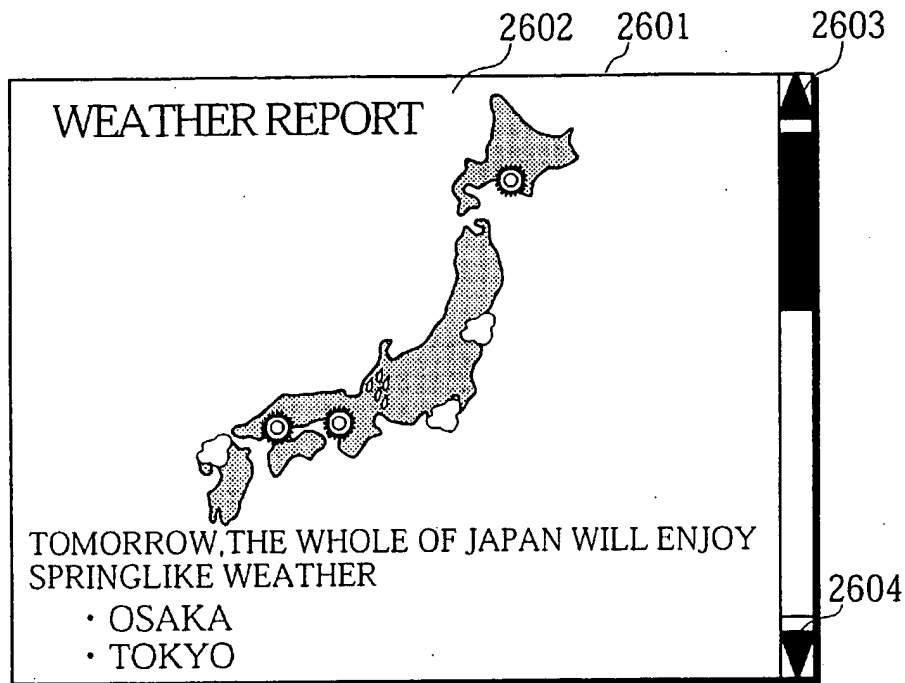 2602 2601 2603
WEATHER REPORT
TOMORROW,THE WHOLE OF JAPAN WILL ENJOY
SPRINGLIKE WEATHER
· OSAKA
· TOKYO
2604